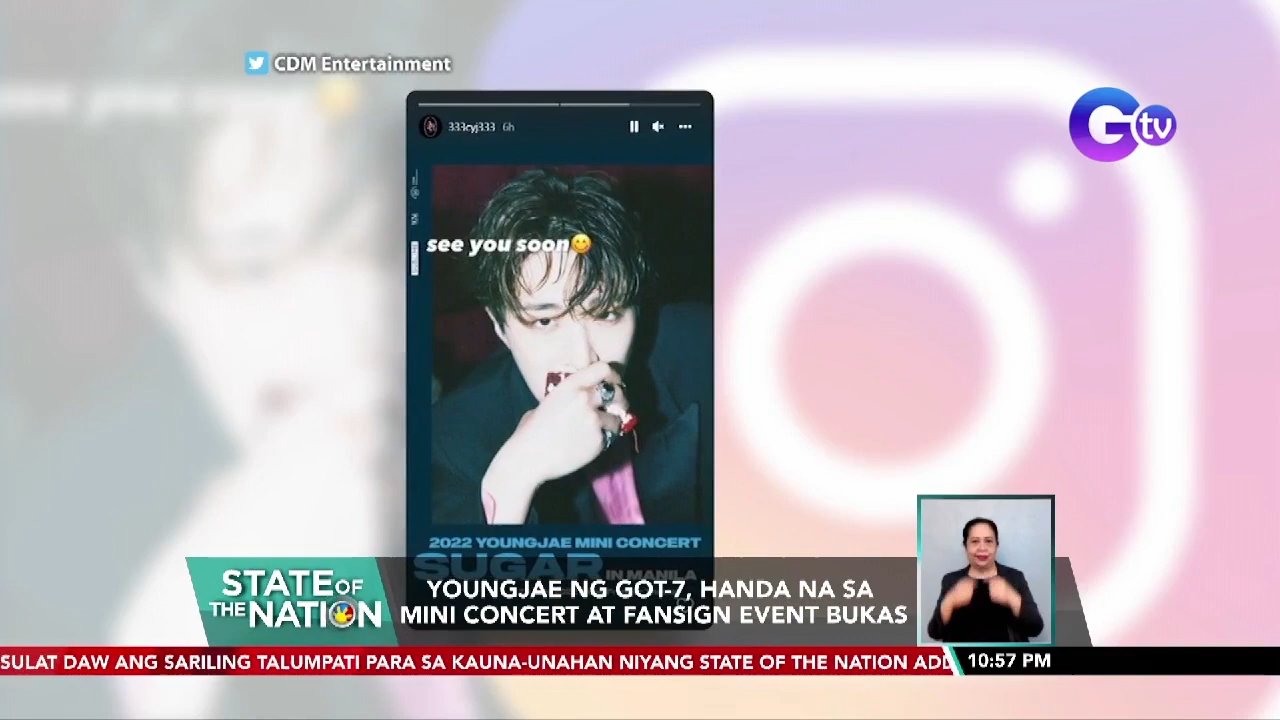 CDM Entertainment
Gtv
333cyj333 6h
see you soon
2022 YOUNGJAE MINI CONCERT
SUGAR IN MANILA
STATE OF THE NATION
YOUNGJAE NG GOT-7, HANDA NA SA
MINI CONCERT AT FANSIGN EVENT BUKAS
SULAT DAW ANG SARILING TALUMPATI PARA SA KAUNA-UNAHAN NIYANG STATE OF THE NATION ADD
10:57 PM